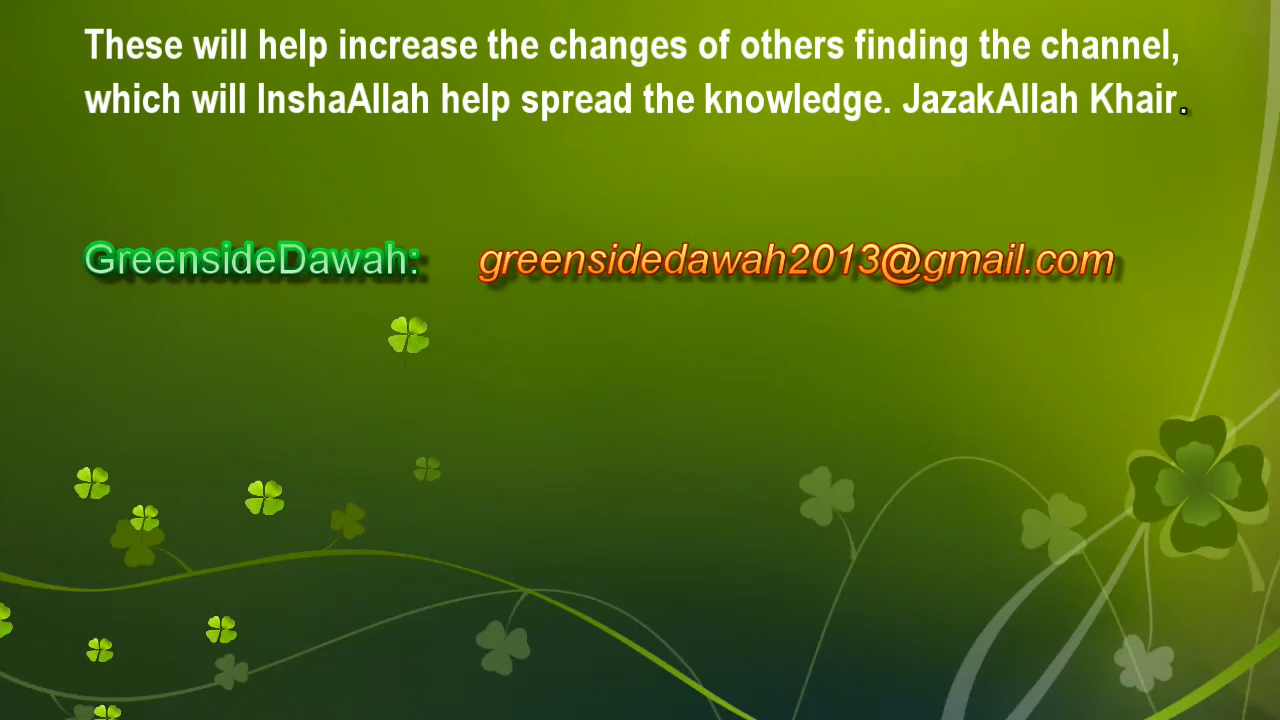 These will help increase the changes of others finding the channel,
which will InshaAllah help spread the knowledge. JazakAllah Khair.
GreensideDawah: greensidedawah2013@gmail.com